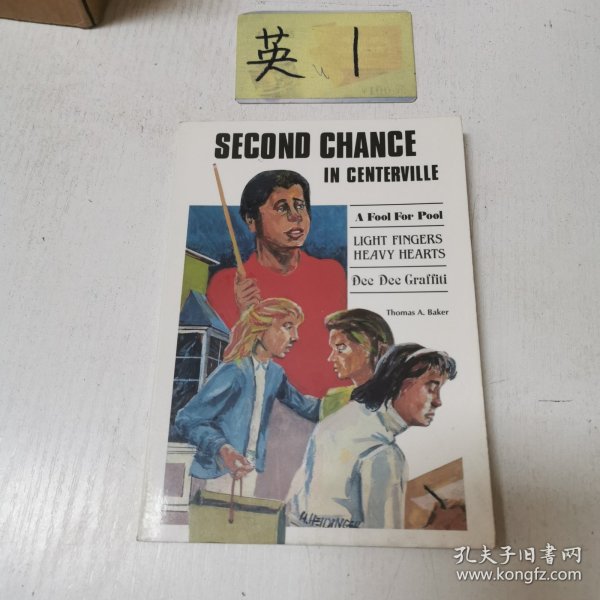 英 1
SECOND CHANCE
IN CENTERVILLE
A Fool For Pool
LIGHT FINGERS
HEAVY HEARTS
Dee Dee Graffiti
Thomas A. Baker
孔夫子旧书网
www.kongfz.com